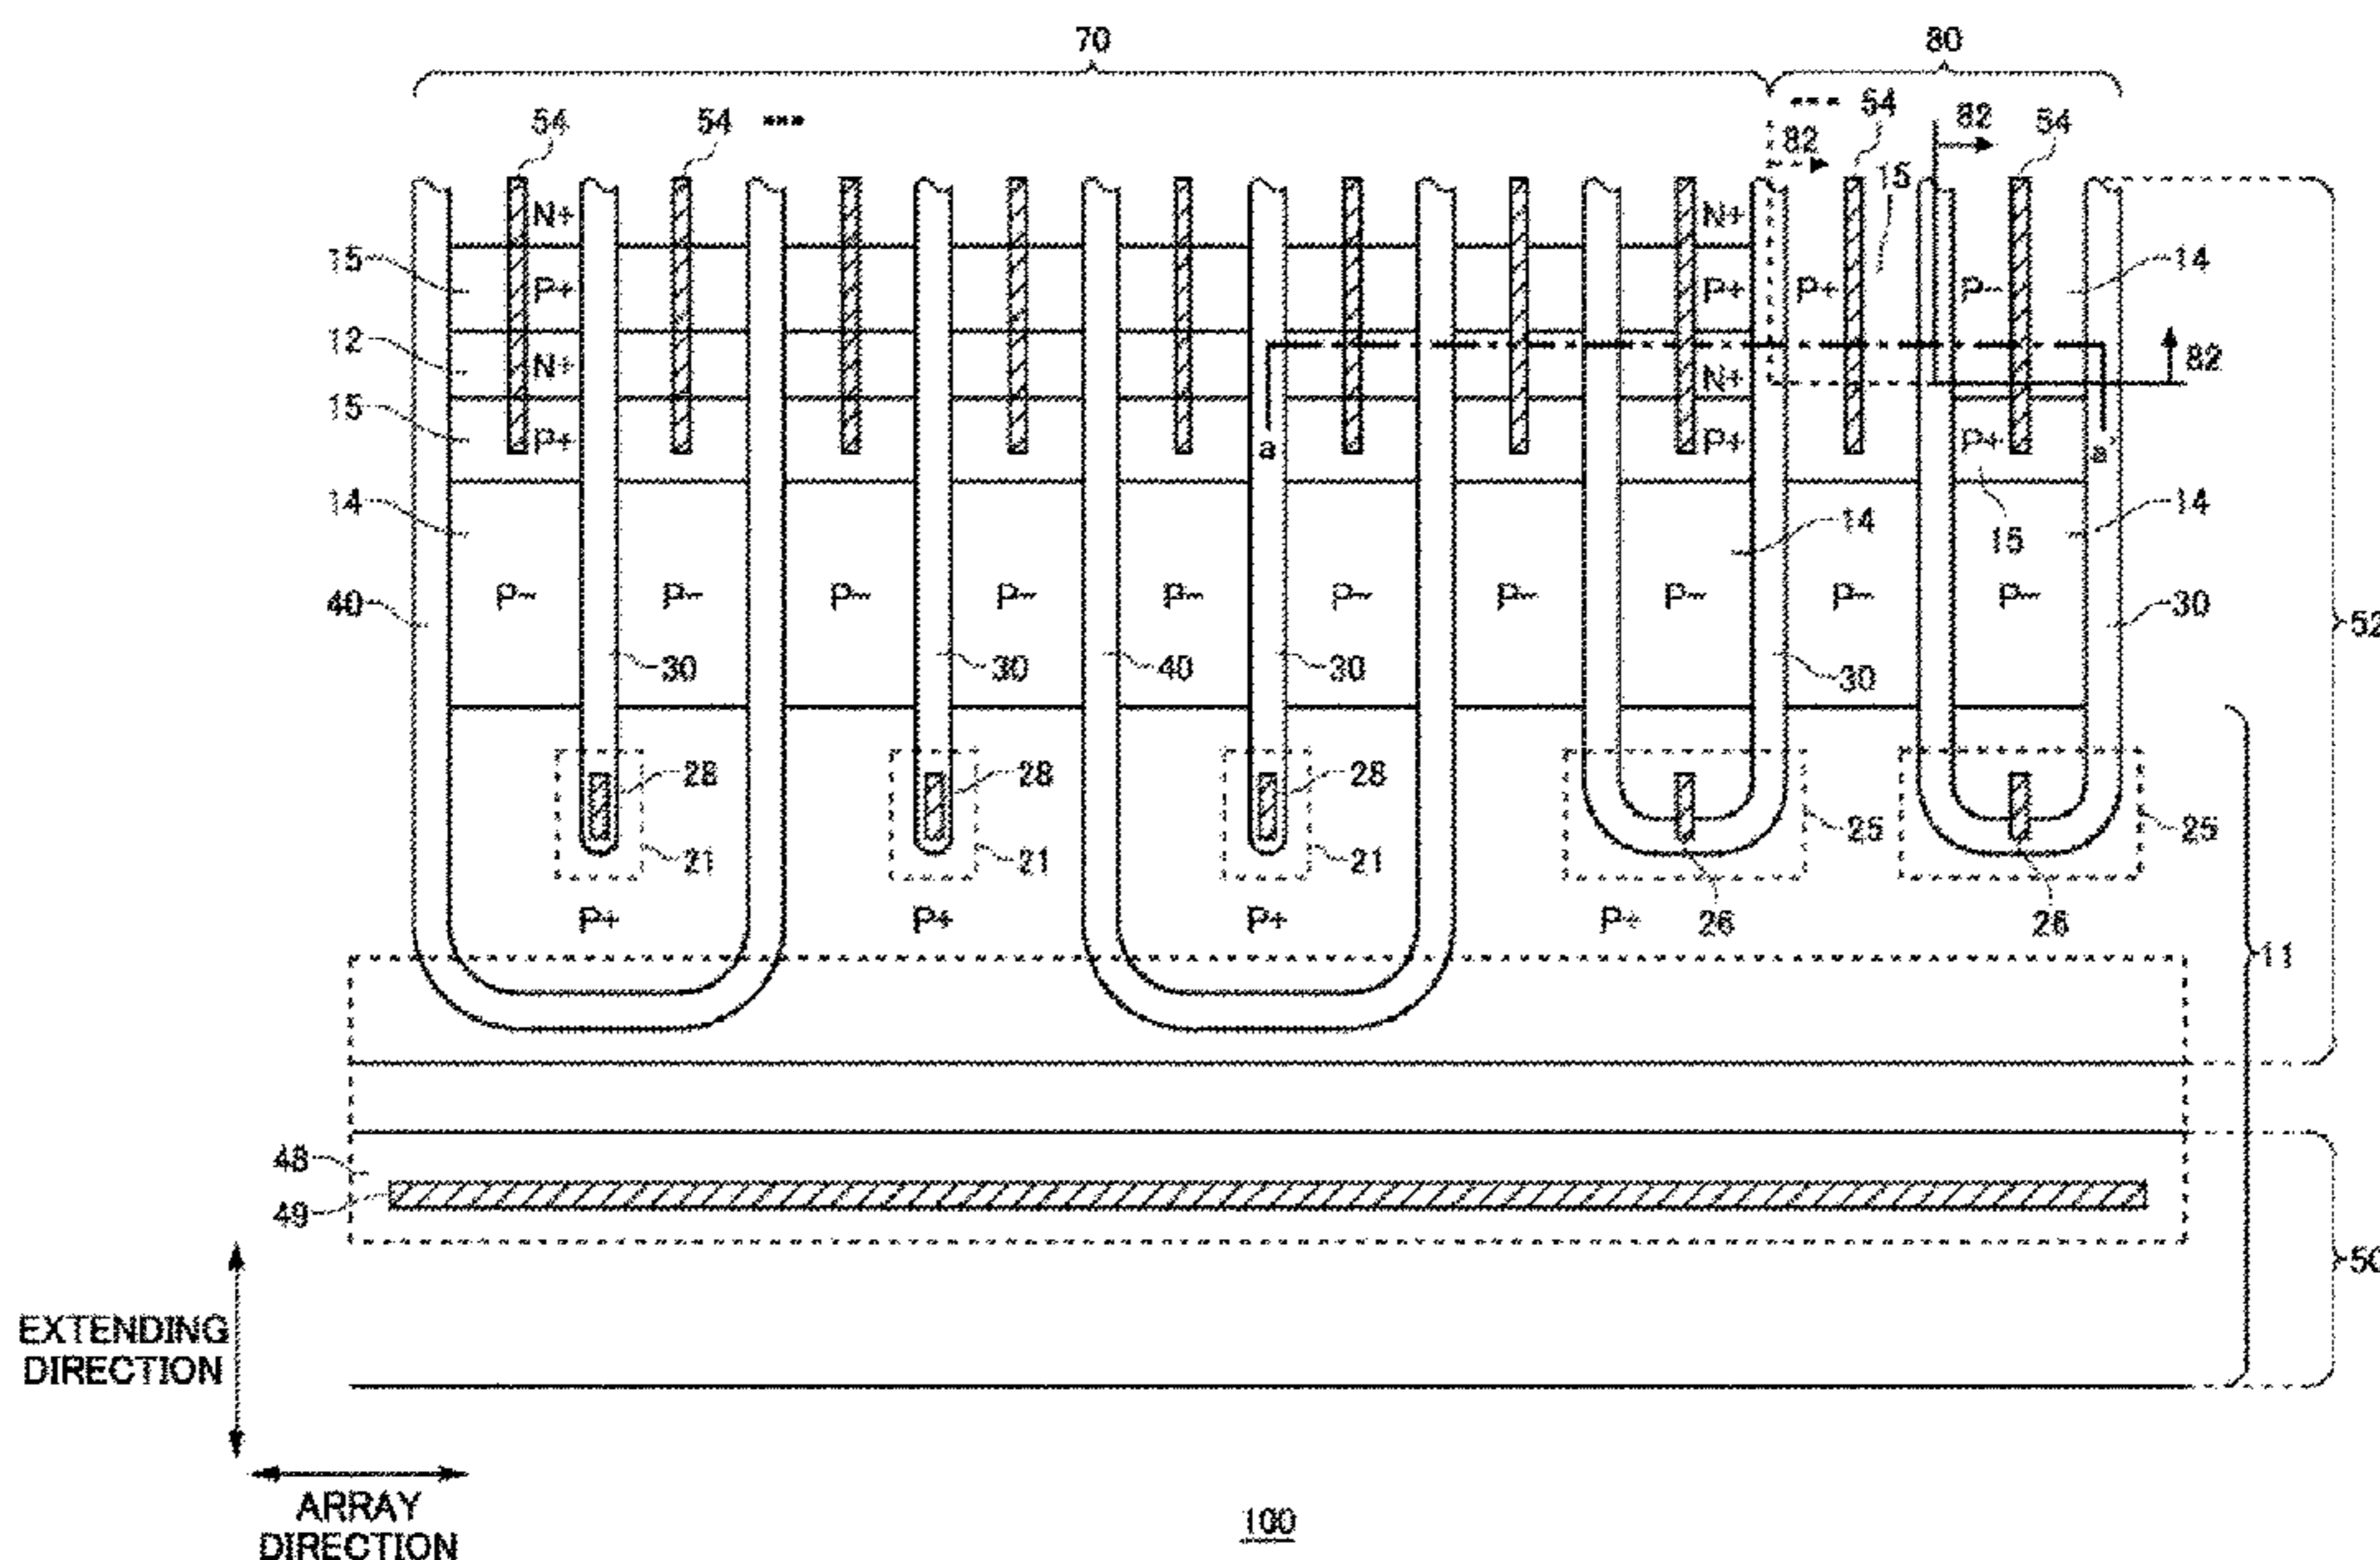 70 80
54 54 --- --- 54 82 54
82 15
N+ N+
15 P+ P+ P+ P- 14
12 N+ N+ 82
15 P+ a P+ P+ a'
14 14 15 14
40 P- P- P- P- P- P- P- P- P- P- 30
30 30 40 30 30 52
28 28 28
21 21 21 25 25
P+ P+ P+ P+ 26 26
11
48
49
50
EXTENDING
DIRECTION
ARRAY
DIRECTION
100